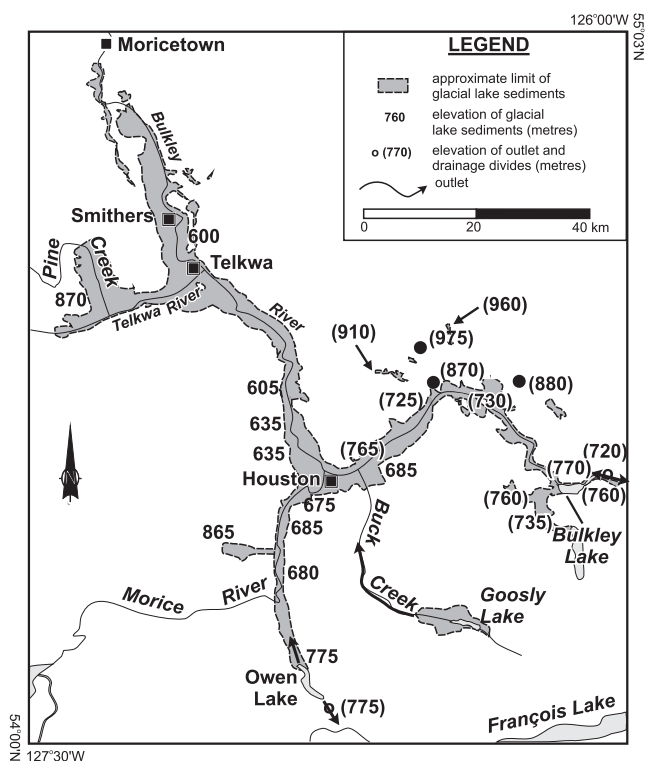 126°00'W
55°03'N
Moricetown
LEGEND
approximate limit of
glacial lake sediments
760
elevation of glacial
lake sediments (metres)
(770)
elevation of outlet and
drainage divides (metres)
outlet
0
20
40 km
Bulkley
Smithers
600
Pine
Creek
Telkwa
870
Telkwa River
River
(960)
(910)
(975)
(870)
(880)
605
(725)
(730)
635
635
(765)
(720)
Houston
685
(770)
675
(760)
(760)
685
(735)
Buck
Bulkley
Lake
865
680
Morice
River
Creek
Goosly
Lake
775
Owen
Lake
(775)
François Lake
54°00'N
127°30'W